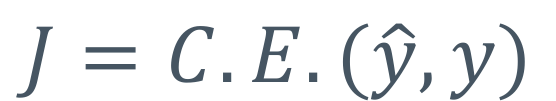 J = C.E.(ŷ, y)